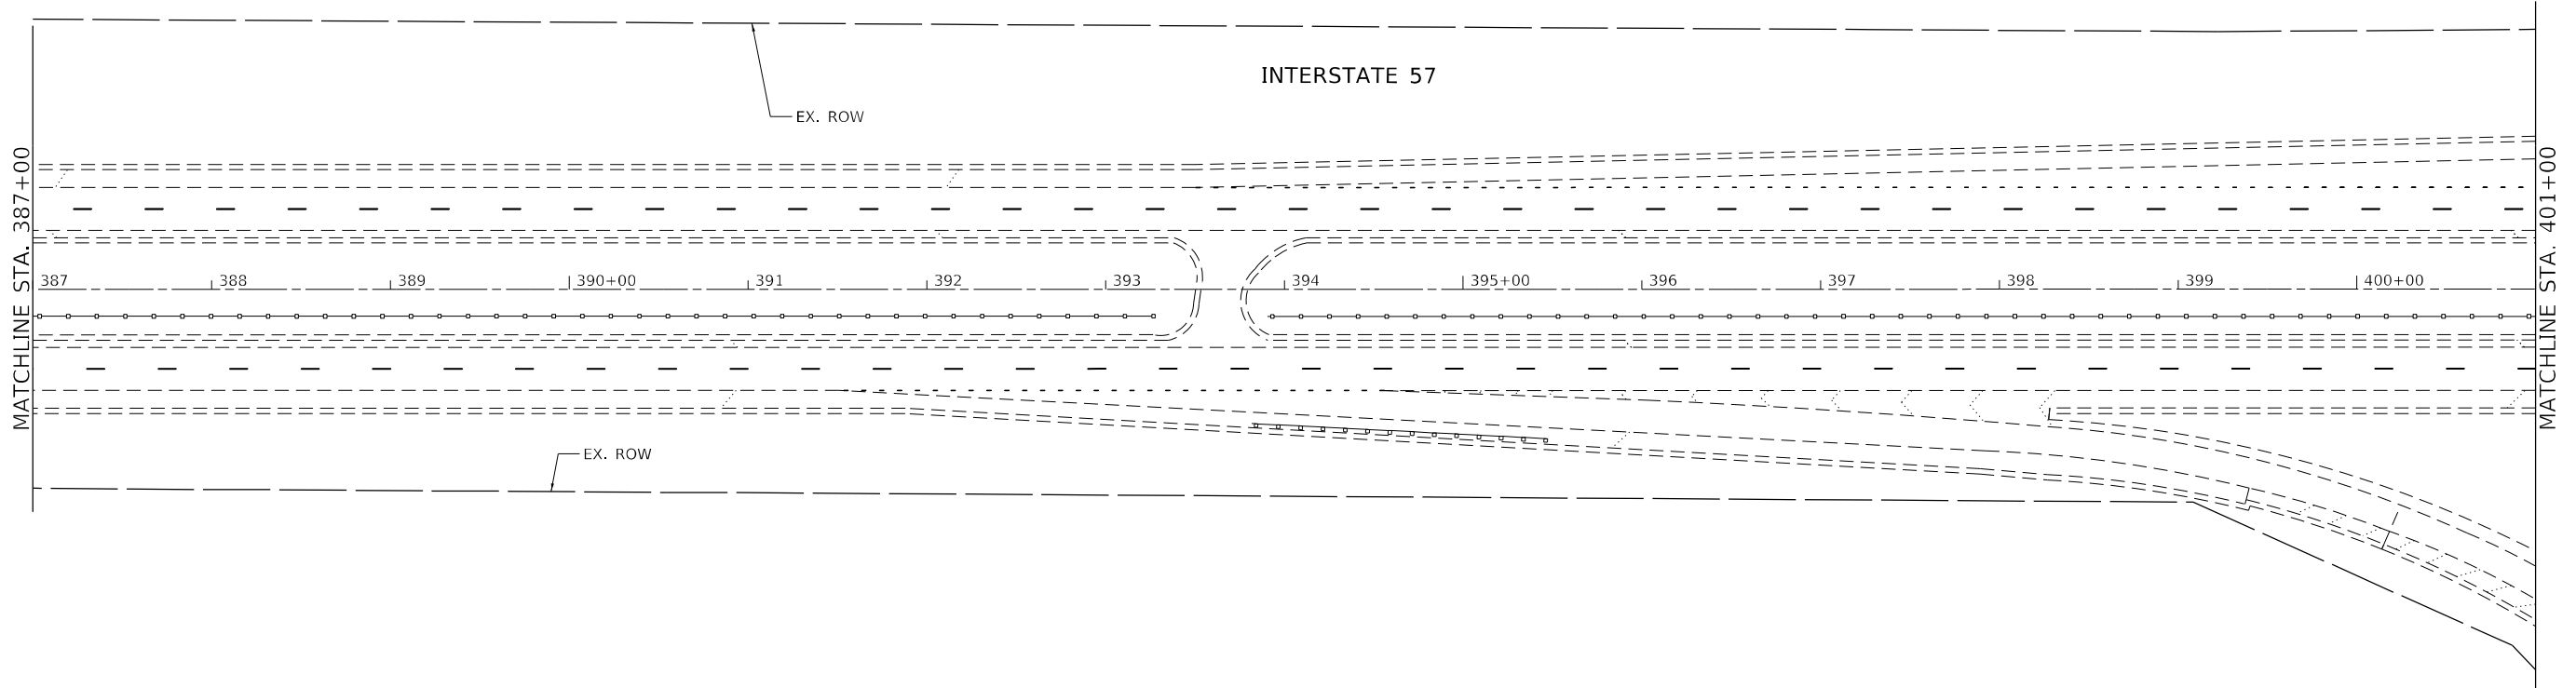 INTERSTATE 57
EX. ROW
MATCHLINE STA. 387+00
MATCHLINE STA. 401+00
387 388 389 390+00 391 392 393 394 395+00 396 397 398 399 400+00
EX. ROW